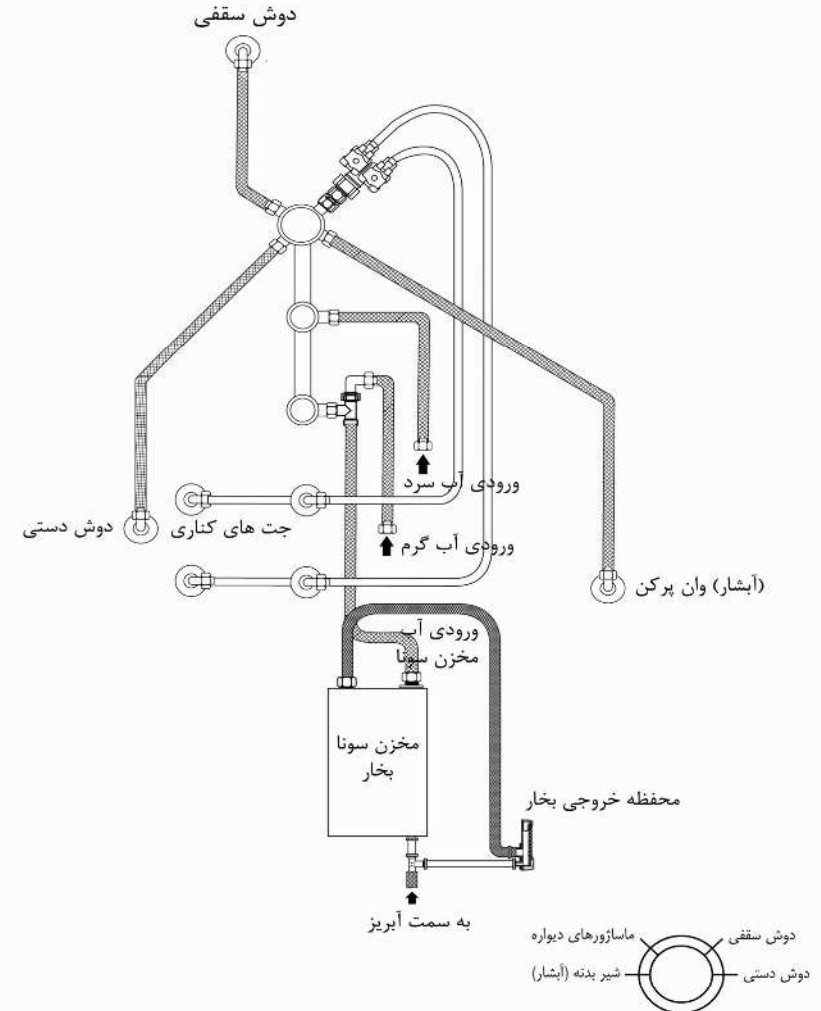 دوش سقفی
ورودی آب سرد
دوش دستی
جت های کناری
ورودی آب گرم
(آبشار) وان پرکن
ورودی آب
مخزن سونا
مخزن سونا
بخار
محفظه خروجی بخار
به سمت آبریز
ماساژورهای دیواره
دوش سقفی
شیر بدنه (آبشار)
دوش دستی